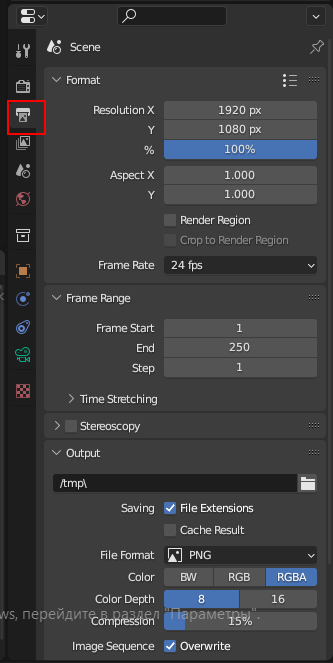 Scene
Format
Resolution X 1920 px
Y 1080 px
% 100%
Aspect X 1.000
Y 1.000
Render Region
Crop to Render Region
Frame Rate 24 fps
Frame Range
Frame Start 1
End 250
Step 1
Time Stretching
Stereoscopy
Output
/tmp\
Saving File Extensions
Cache Result
File Format PNG
Color BW RGB RGBA
Color Depth 8 16
ws, перейдите в раздел "Параметры".
Compression 15%
Image Sequence Overwrite